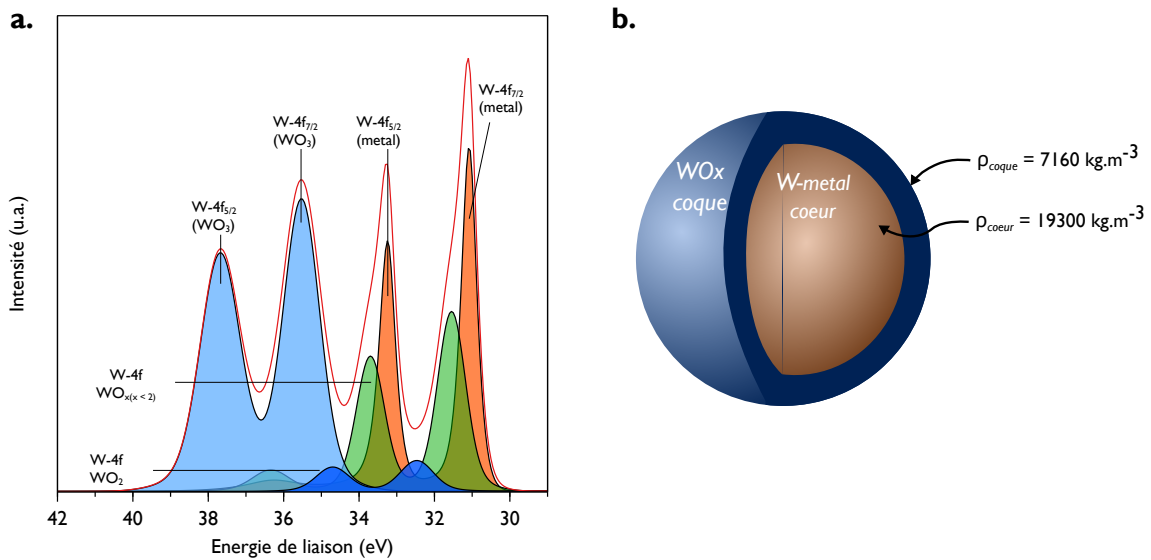 a.
Intensité (u.a.)
W-4f5/2
(WO3)
W-4f7/2
(WO3)
W-4f5/2
(metal)
W-4f7/2
(metal)
W-4f
WOx(x < 2)
W-4f
WO2
42 40 38 36 34 32 30
Energie de liaison (eV)
b.
WOx
coque
W-metal
coeur
ρcoque = 7160 kg.m-3
ρcoeur = 19300 kg.m-3